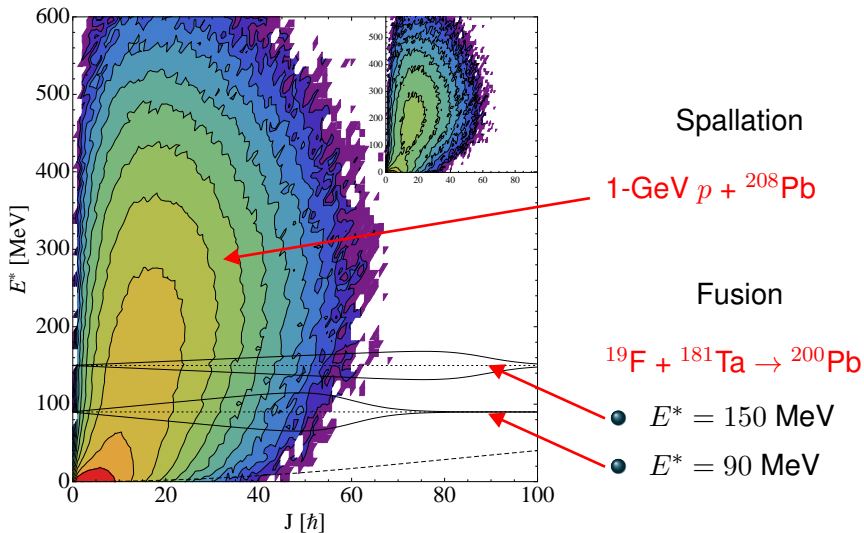 600
500
400
300
200
100
0
E* [MeV]
0 20 40 60 80 100
J [ħ]
500
400
300
200
100
0
0 20 40 60 80
Spallation
1-GeV p + ²⁰⁸Pb
Fusion
¹⁹F + ¹⁸¹Ta → ²⁰⁰Pb
E* = 150 MeV
E* = 90 MeV